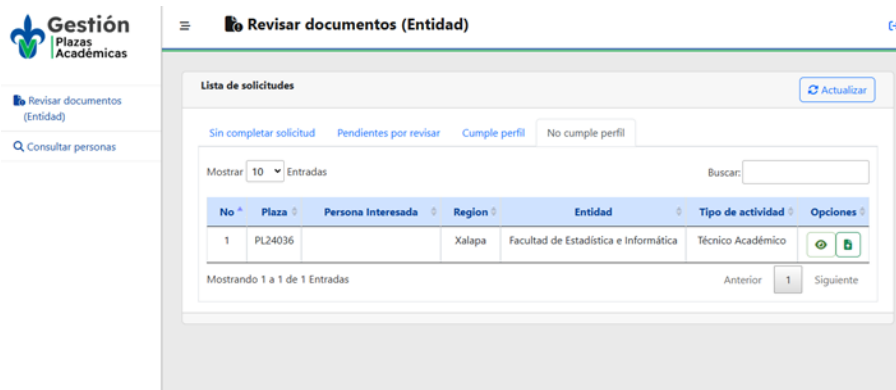 Gestión
Plazas
Académicas
Revisar documentos (Entidad)
Revisar documentos
(Entidad)
Consultar personas
Lista de solicitudes
Actualizar
Sin completar solicitud Pendientes por revisar Cumple perfil No cumple perfil
Mostrar 10 Entradas Buscar:
No Plaza Persona Interesada Region Entidad Tipo de actividad Opciones
1 PL24036 Xalapa Facultad de Estadística e Informática Técnico Académico
Mostrando 1 a 1 de 1 Entradas Anterior 1 Siguiente